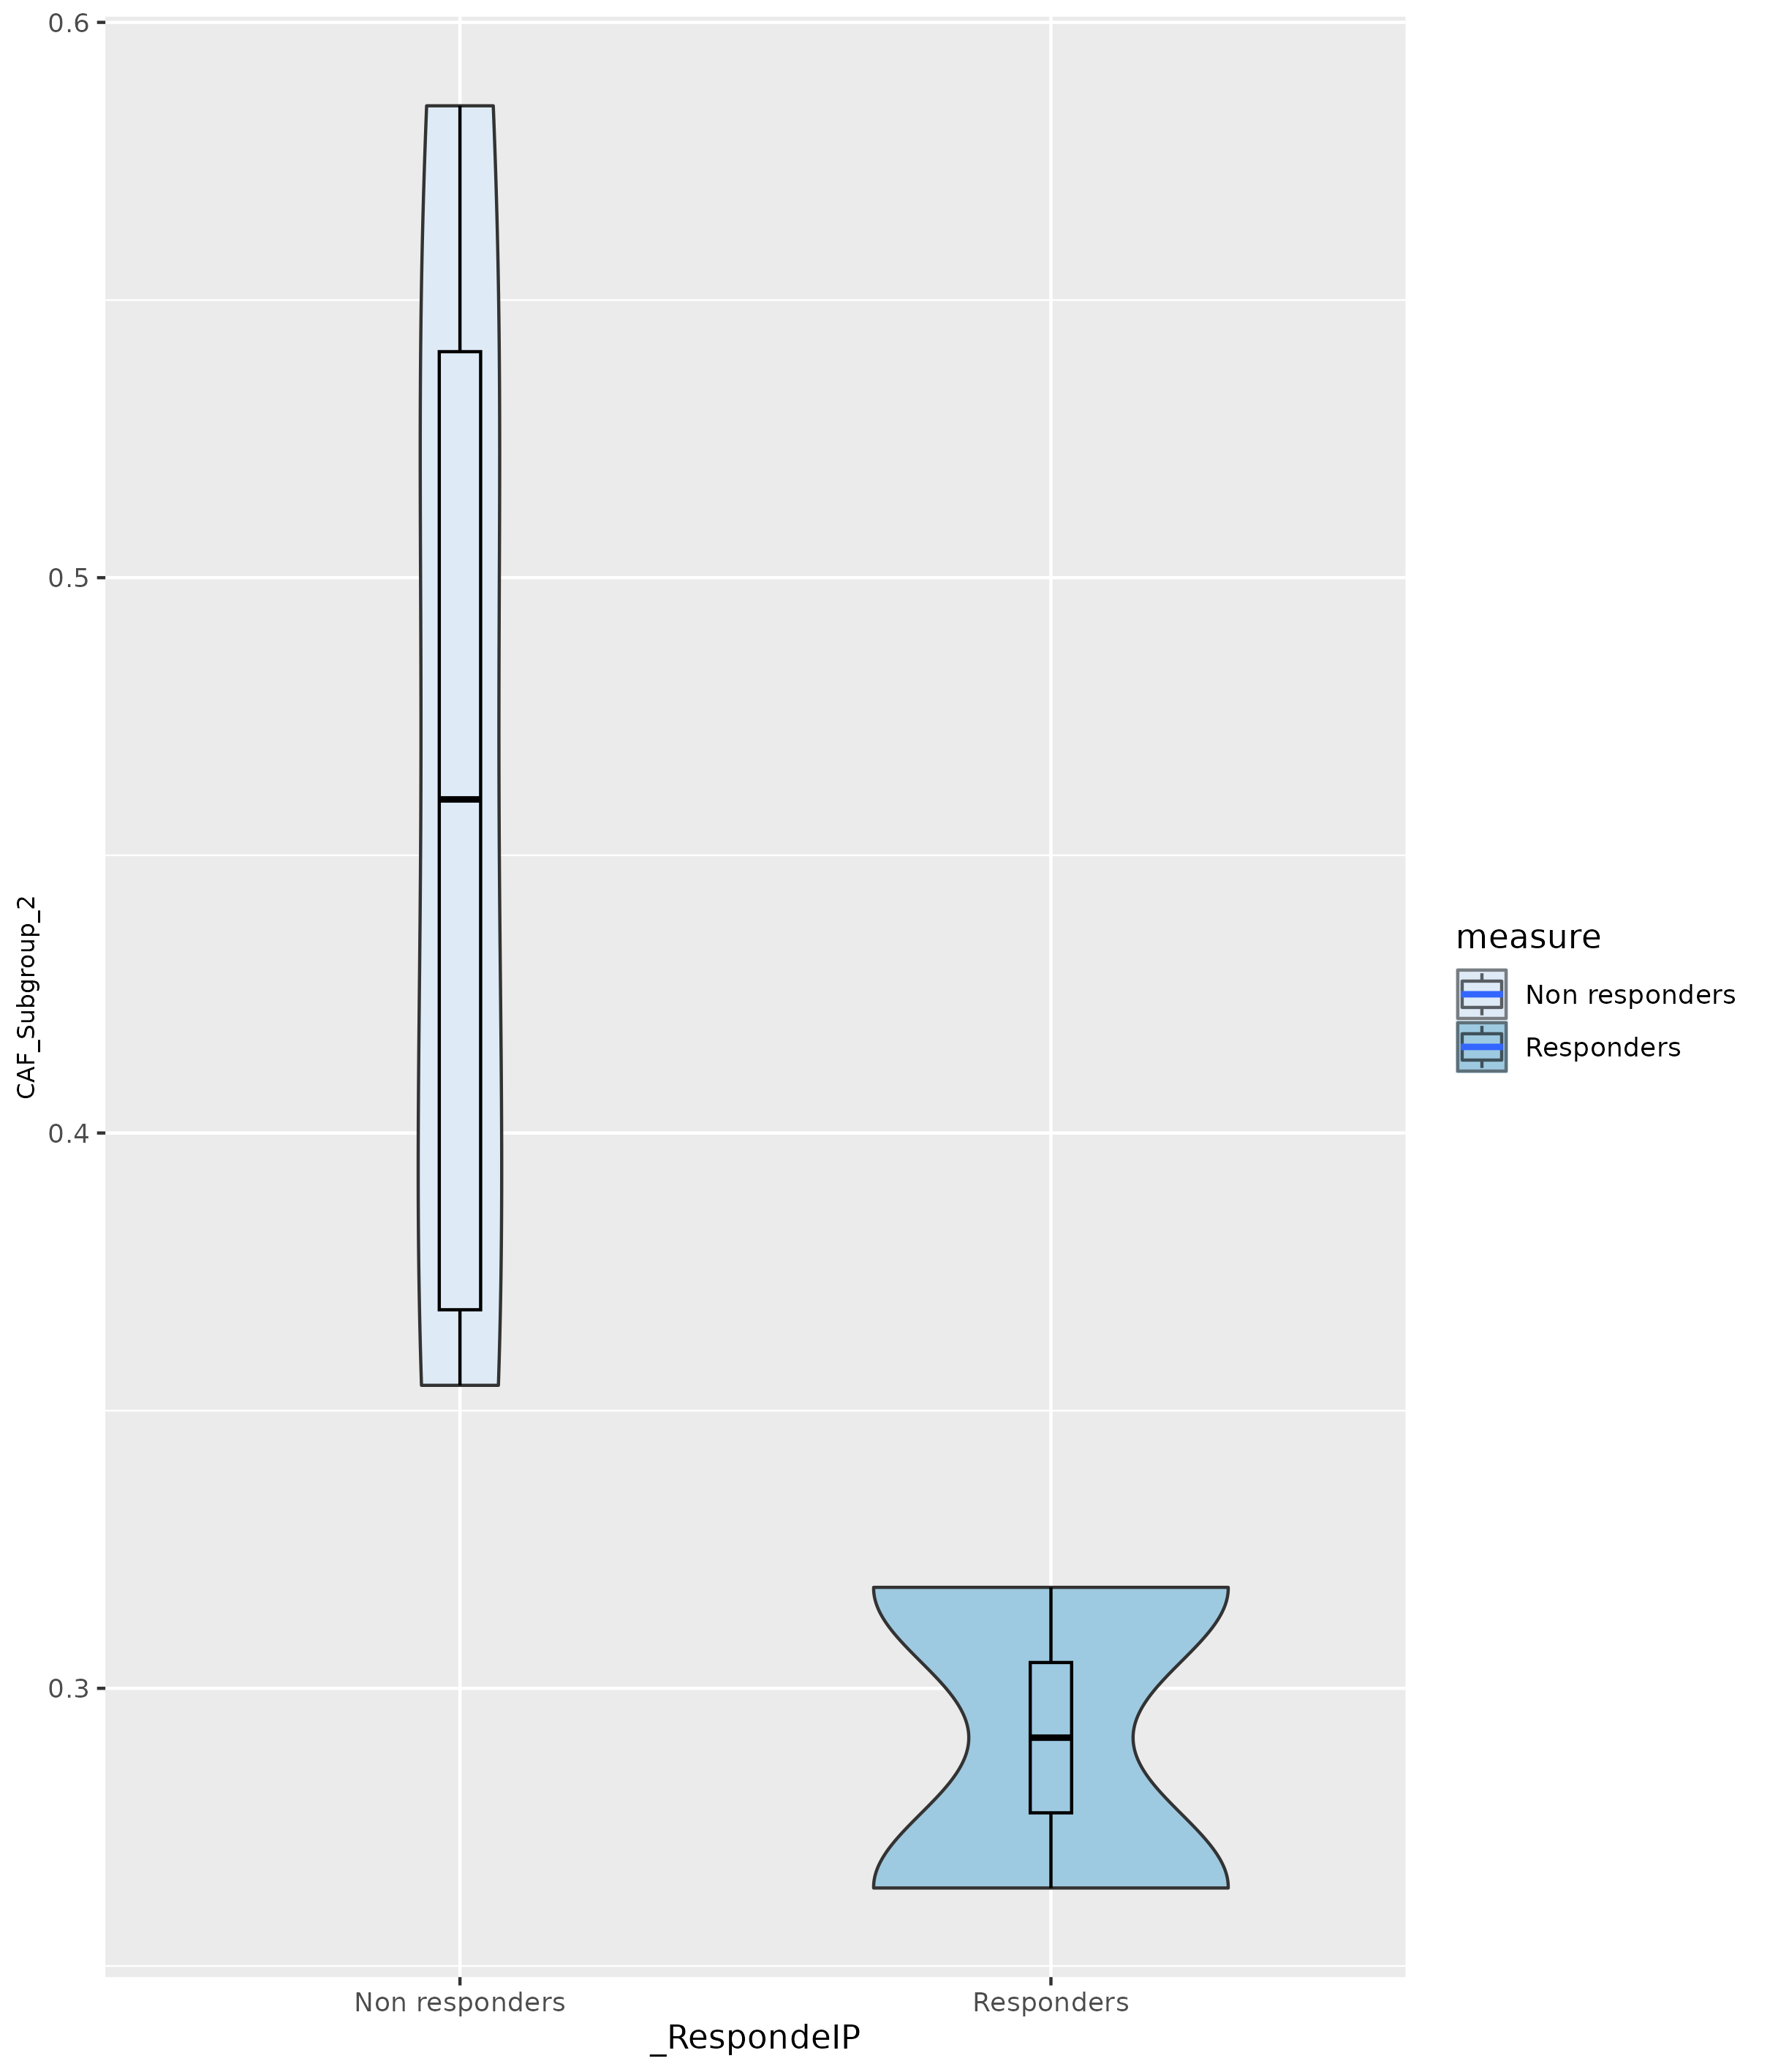 0.6
0.5
0.4
0.3
CAF_Subgroup_2
Non responders
Responders
_RespondeIP
measure
Non responders
Responders